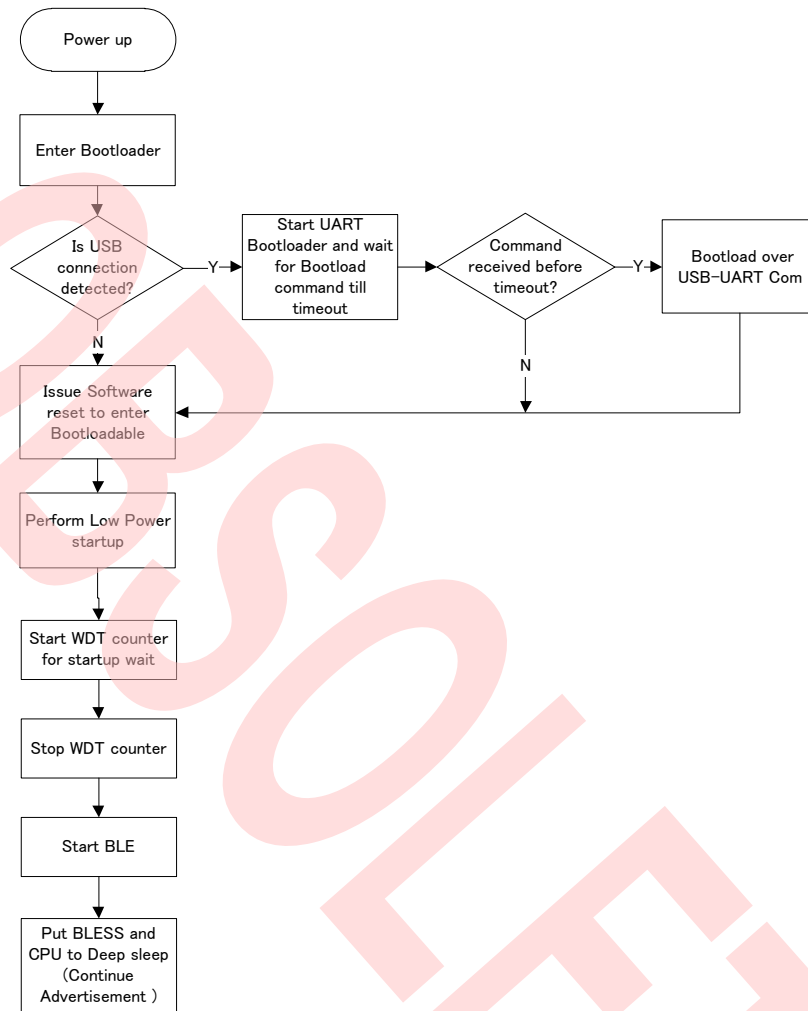 Power up
Enter Bootloader
Is USB
connection
detected?
Y
Start UART
Bootloader and wait
for Bootload
command till
timeout
Command
received before
timeout?
Y
Bootload over
USB-UART Com
N
N
Issue Software
reset to enter
Bootloadable
Perform Low Power
startup
Start WDT counter
for startup wait
Stop WDT counter
Start BLE
Put BLESS and
CPU to Deep sleep
(Continue
Advertisement )